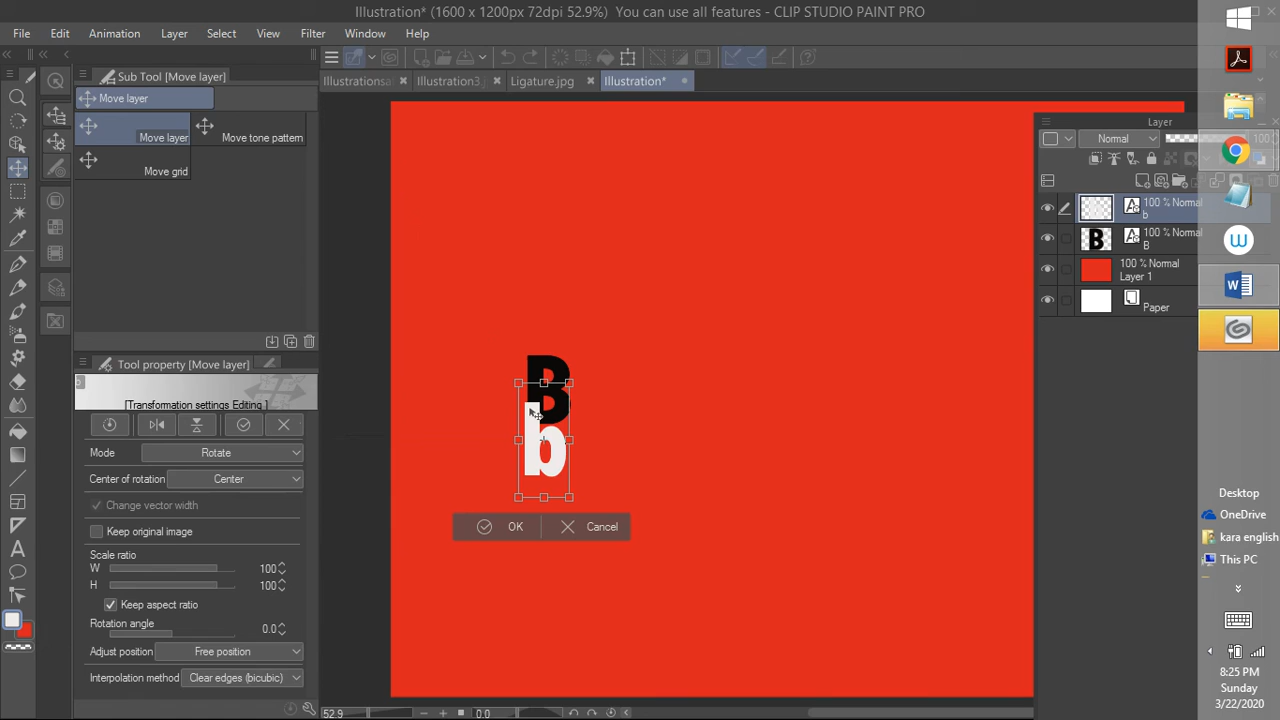 Illustration* (1600 x 1200px 72dpi 52.9%) You can use all features - CLIP STUDIO PAINT PRO
File Edit Animation Layer Select View Filter Window Help
Sub Tool [Move layer]
Illustrationsa Illustration3. Ligature.jpg Illustration*
Move layer
Move layer Move tone pattern
Move grid
Layer
Normal 100
100 % Normal
b
B 100 % Normal
B
100 % Normal
Layer 1
Paper
B
b
OK Cancel
Tool property [Move layer]
[Transformation settings Editing ]
Mode Rotate
Center of rotation Center
Change vector width
Keep original image
Scale ratio
W 100
H 100
Keep aspect ratio
Rotation angle 0.0
Adjust position Free position
Interpolation method Clear edges (bicubic)
52.9 0.0
Desktop
OneDrive
kara english
This PC
8:25 PM
Sunday
3/22/2020